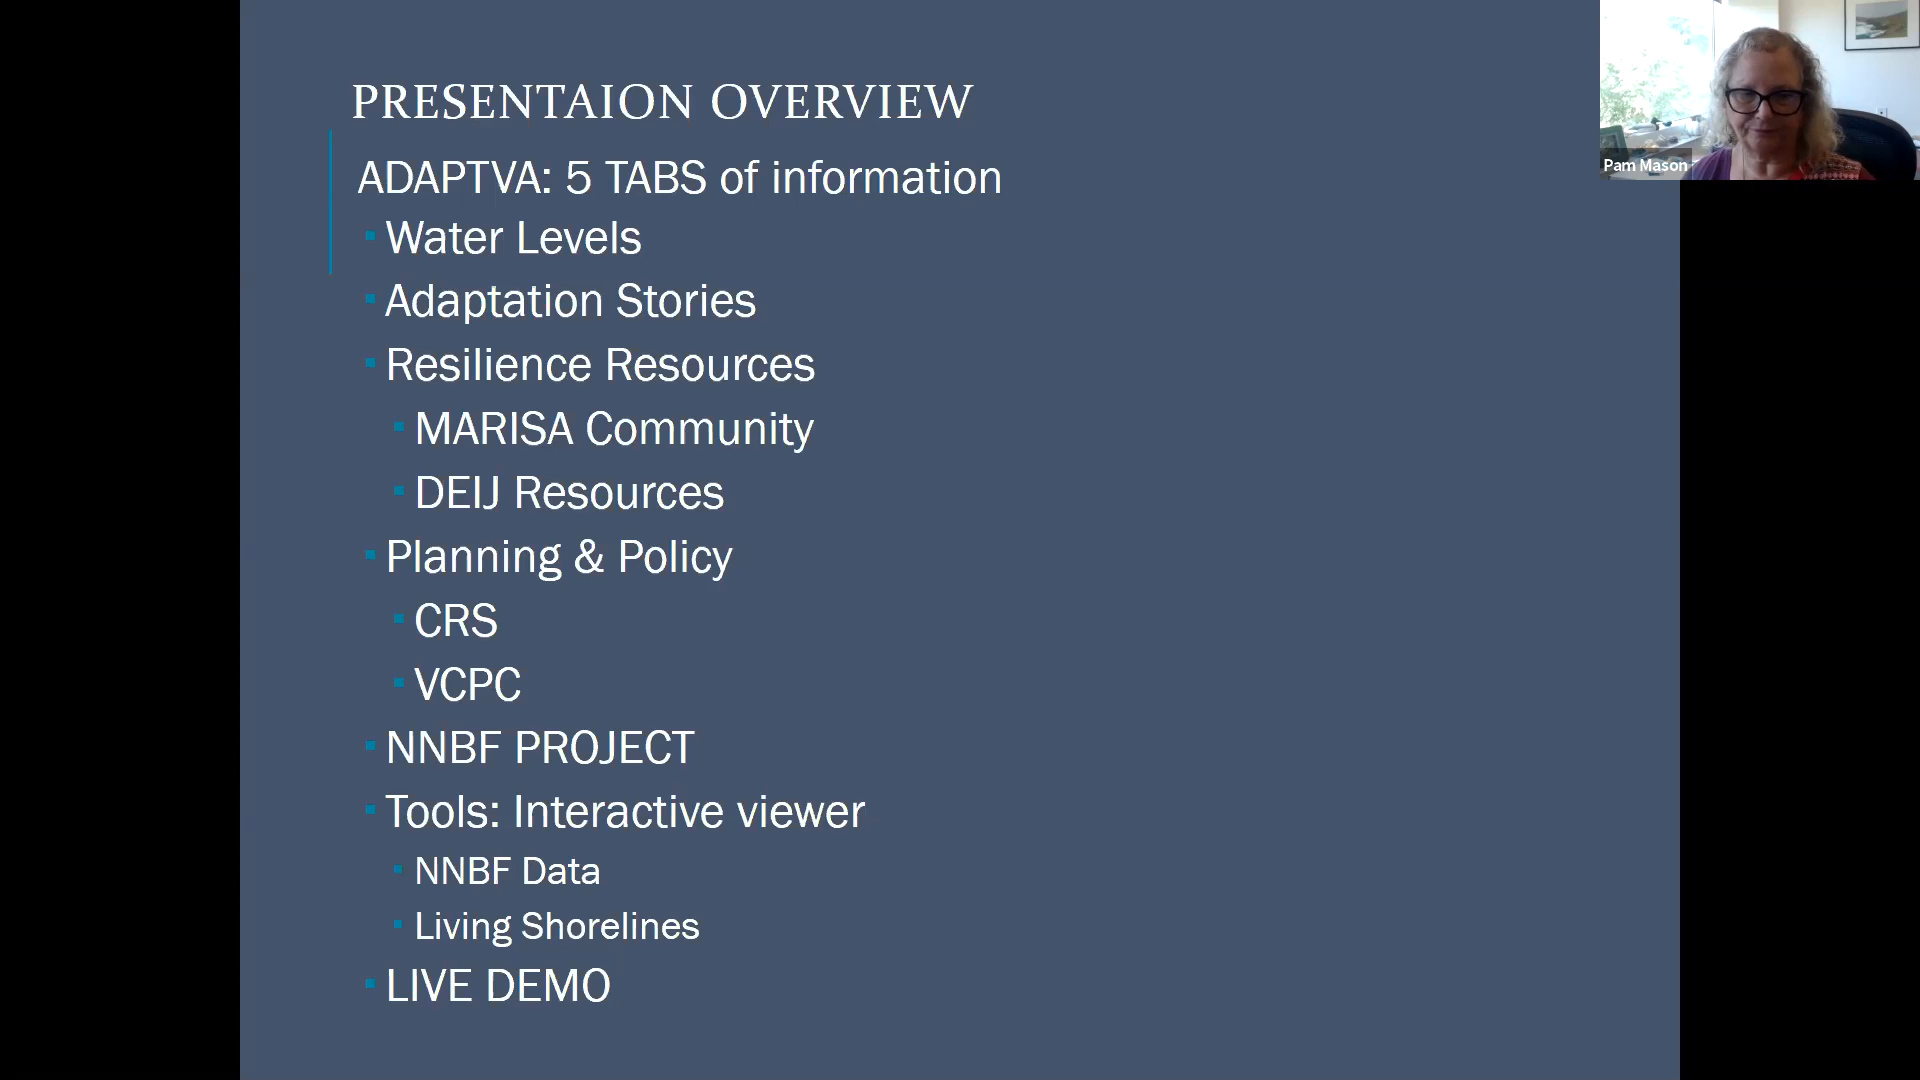 PRESENTAION OVERVIEW
ADAPTVA: 5 TABS of information
Water Levels
Adaptation Stories
Resilience Resources
MARISA Community
DEIJ Resources
Planning & Policy
CRS
VCPC
NNBF PROJECT
Tools: Interactive viewer
NNBF Data
Living Shorelines
LIVE DEMO
Pam Mason